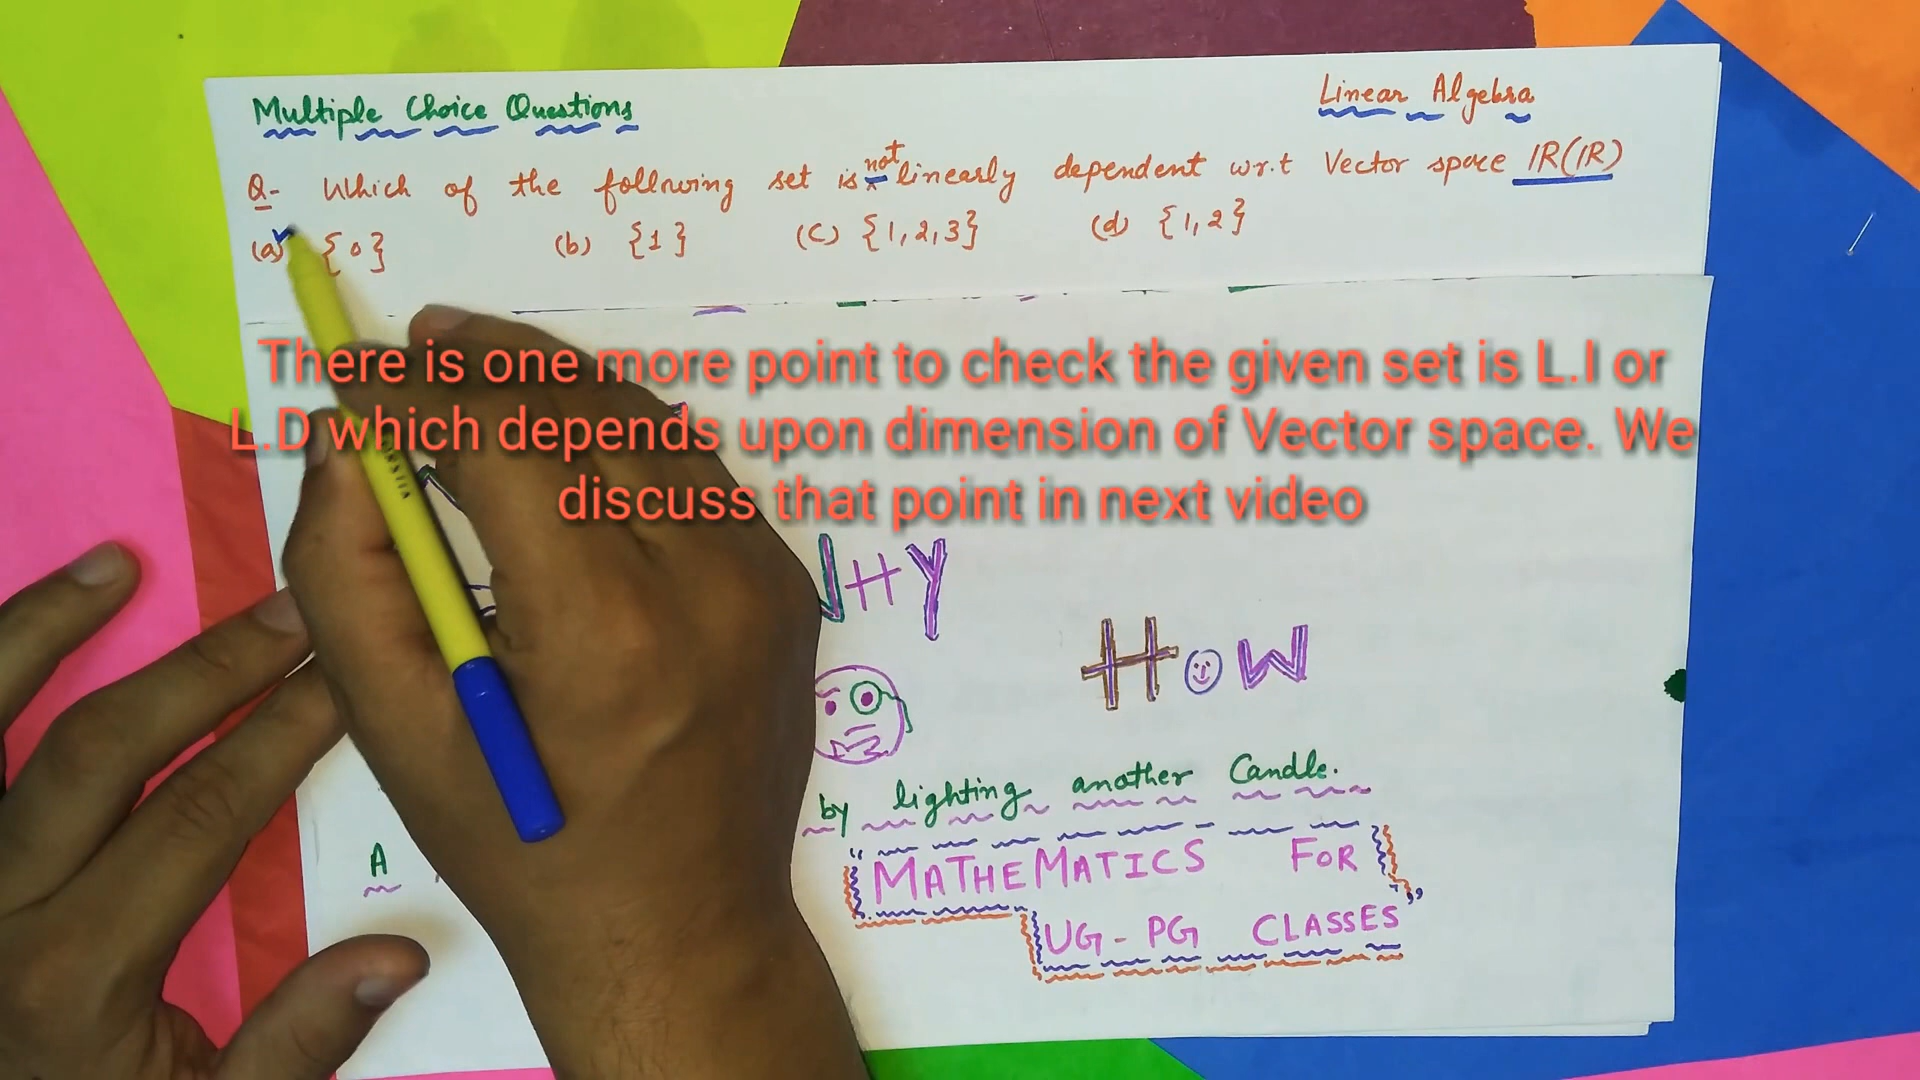 Multiple Choice Questions
Linear Algebra
Q- Which of the following set is not linearly dependent w.r.t Vector space IR(IR)
(a) {0} (b) {1} (c) {1,2,3} (d) {1,2}
There is one more point to check the given set is L.I or
L.D which depends upon dimension of Vector space. We
discuss that point in next video
HOW
by lighting another Candle.
A
"MATHEMATICS FOR
UG-PG CLASSES"